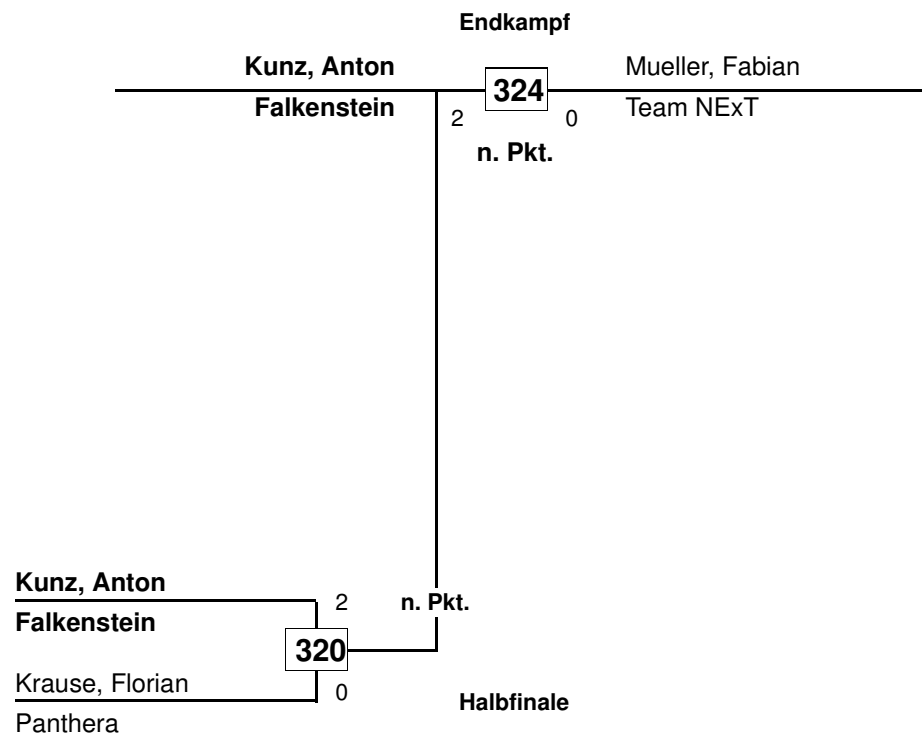 Endkampf
Kunz, Anton
324
Mueller, Fabian
Falkenstein
2
0
Team NExT
n. Pkt.
Kunz, Anton
2
n. Pkt.
Falkenstein
320
Krause, Florian
0
Halbfinale
Panthera